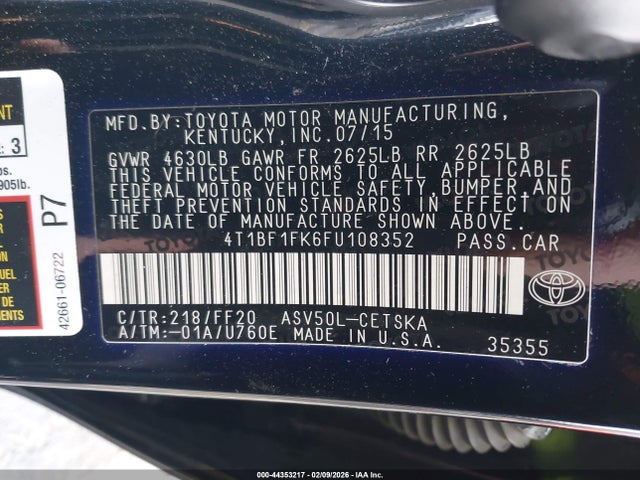 MFD.BY:TOYOTA MOTOR MANUFACTURING,
KENTUCKY,INC.07/15
GVWR 4630LB GAWR FR 2625LB RR 2625LB
THIS VEHICLE CONFORMS TO ALL APPLICABLE
FEDERAL MOTOR VEHICLE SAFETY,BUMPER,AND
THEFT PREVENTION STANDARDS IN EFFECT ON
THE DATE OF MANUFACTURE SHOWN ABOVE.
4T1BF1FK6FU108352 PASS.CAR
C/TR:218/FF20 ASV50L-CETSKA
A/TM:-01A/U760E MADE IN U.S.A.
35355
3
905lb.
P7
42661-06722
000-44353217 - 02/09/2026 - IAA Inc.